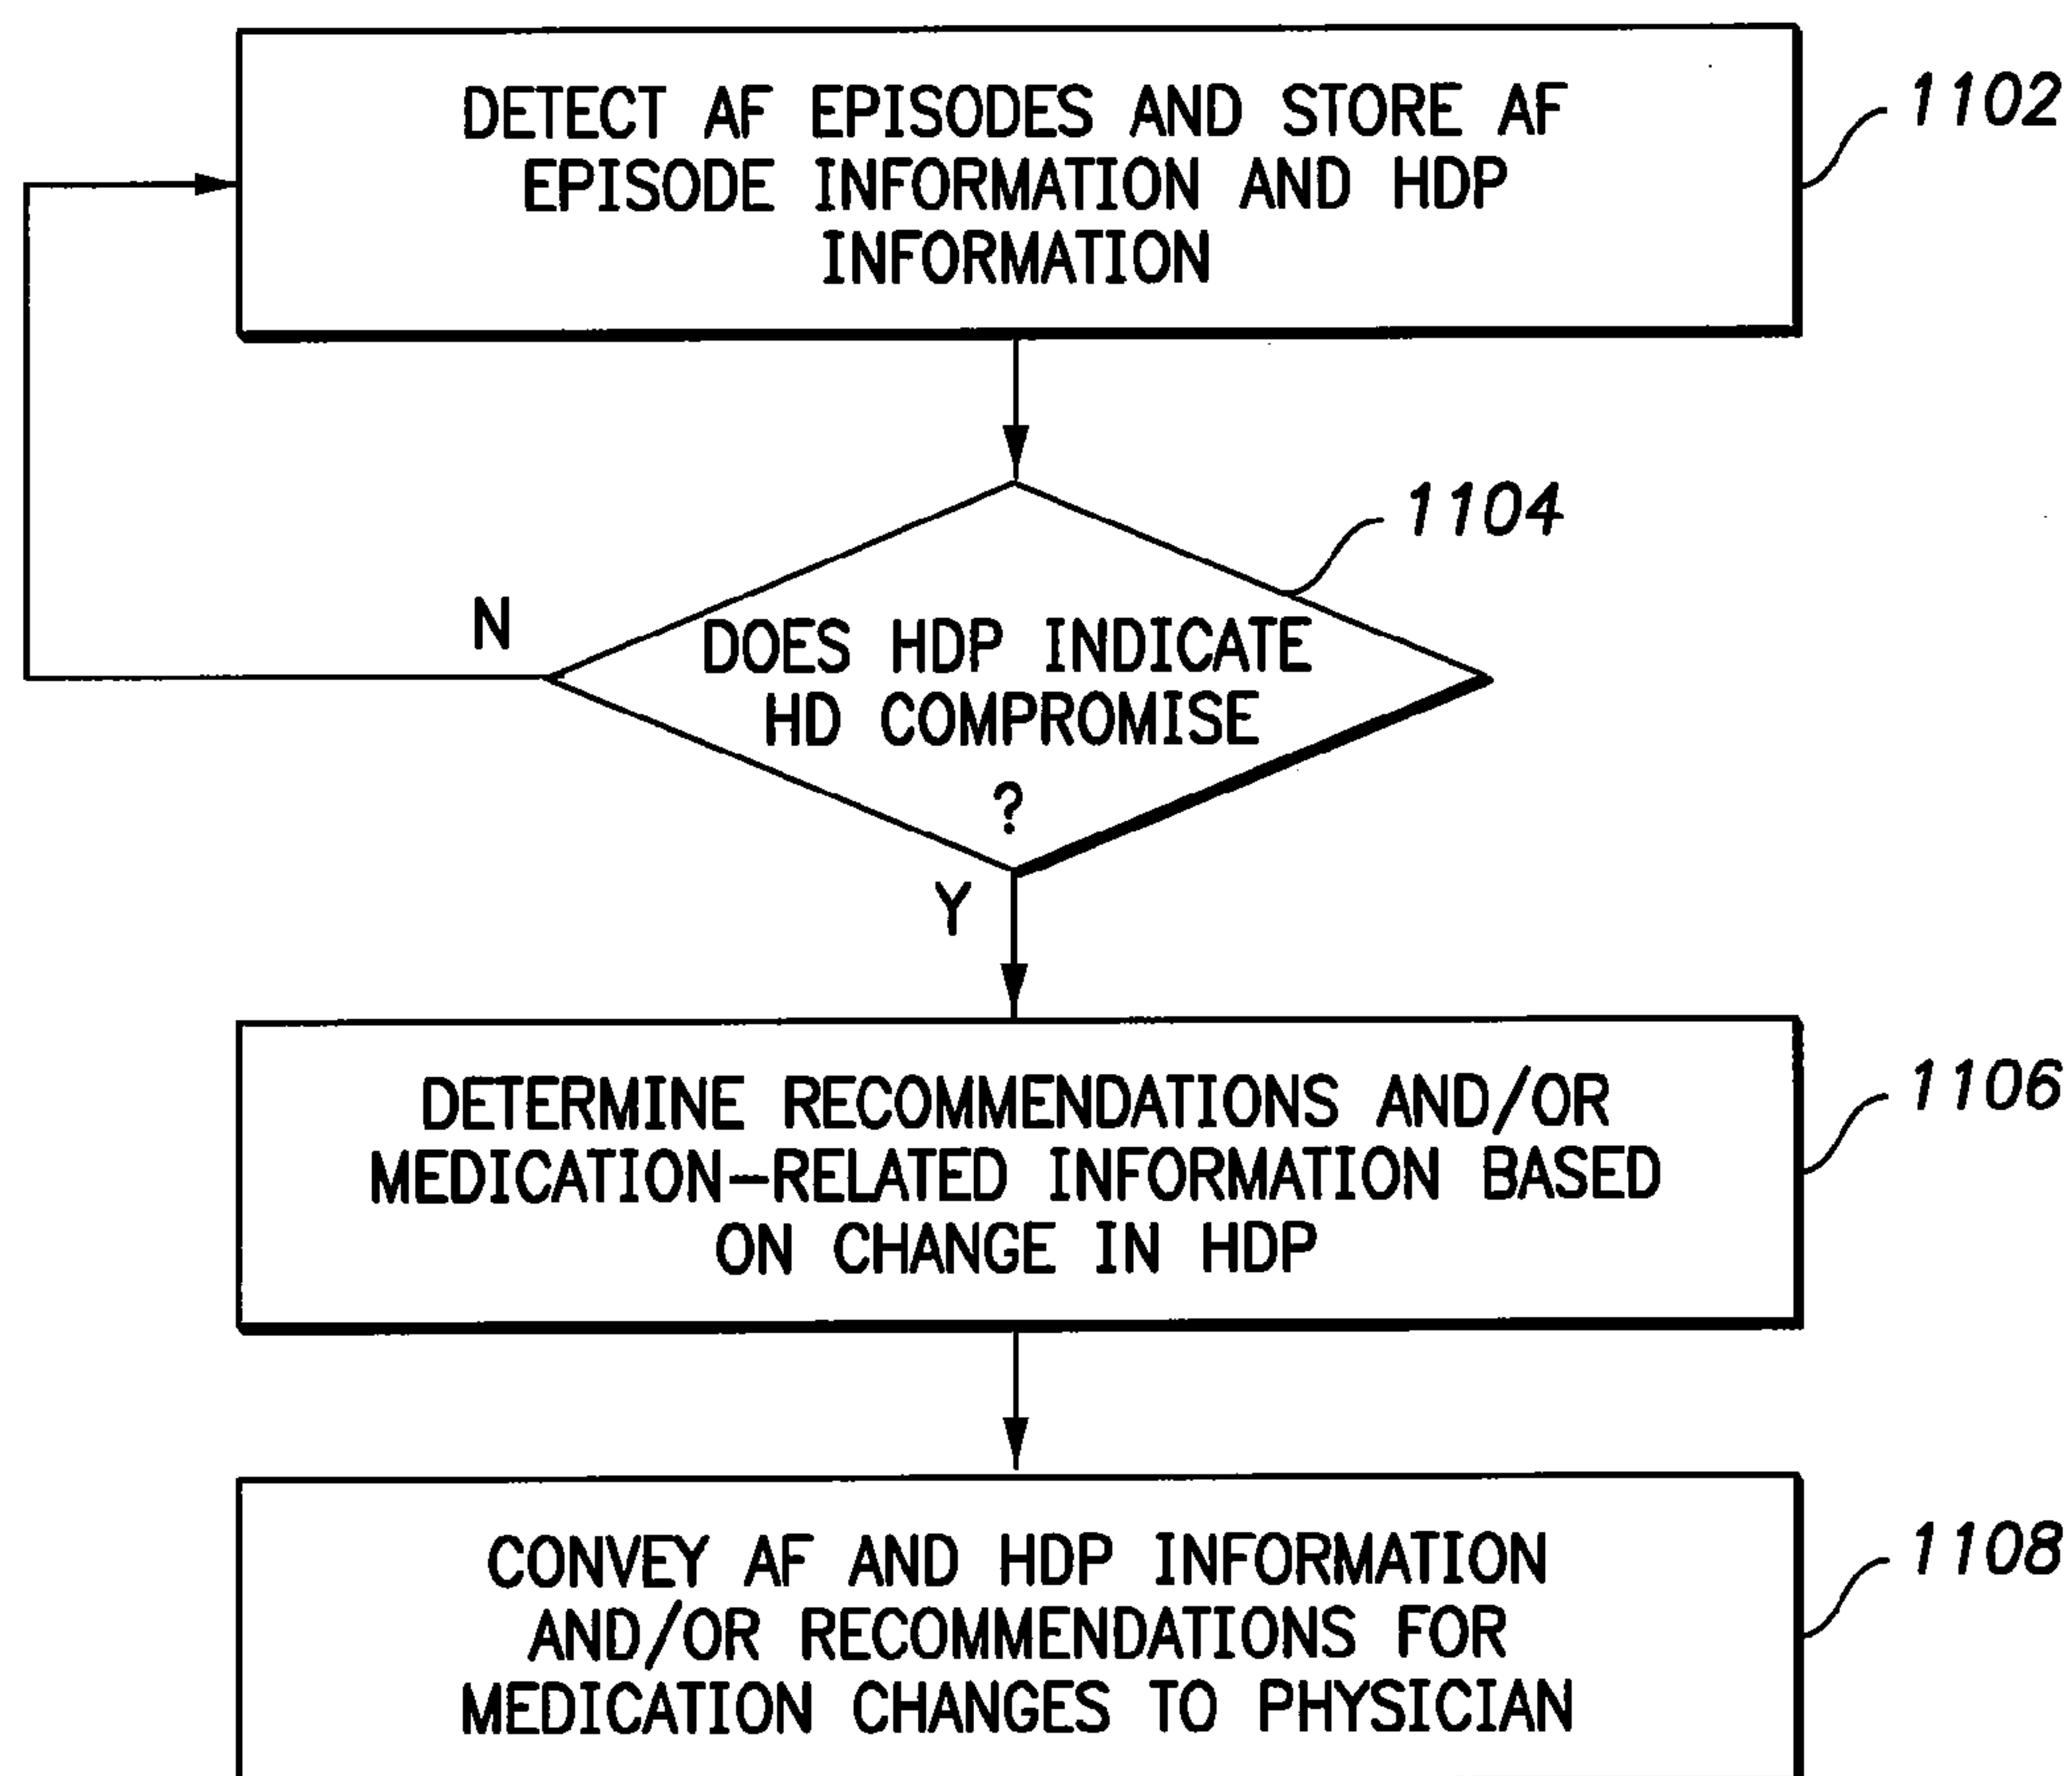 DETECT AF EPISODES AND STORE AF
EPISODE INFORMATION AND HDP
INFORMATION
1102
1104
N
DOES HDP INDICATE
HD COMPROMISE
?
Y
DETERMINE RECOMMENDATIONS AND/OR
MEDICATION–RELATED INFORMATION BASED
ON CHANGE IN HDP
1106
CONVEY AF AND HDP INFORMATION
AND/OR RECOMMENDATIONS FOR
MEDICATION CHANGES TO PHYSICIAN
1108